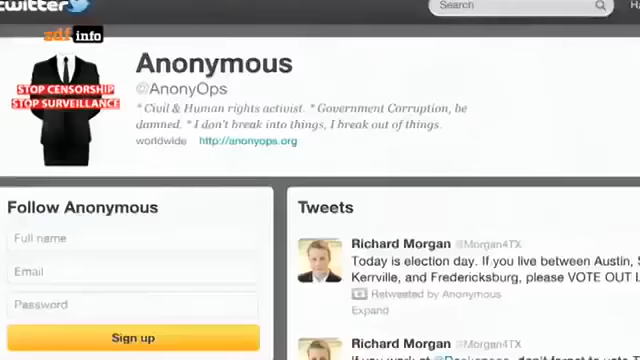 twitter
Search
zdf info
STOP CENSORSHIP
STOP SURVEILLANCE
Anonymous
@AnonyOps
* Civil & Human rights activist. * Government Corruption, be
damned. * I don't break into things, I break out of things.
worldwide http://anonyops.org
Follow Anonymous
Full name
Email
Password
Sign up
Tweets
Richard Morgan @Morgan4TX
Today is election day. If you live between Austin, S
Kerrville, and Fredericksburg, please VOTE OUT L
Retweeted by Anonymous
Expand
Richard Morgan @Morgan4TX